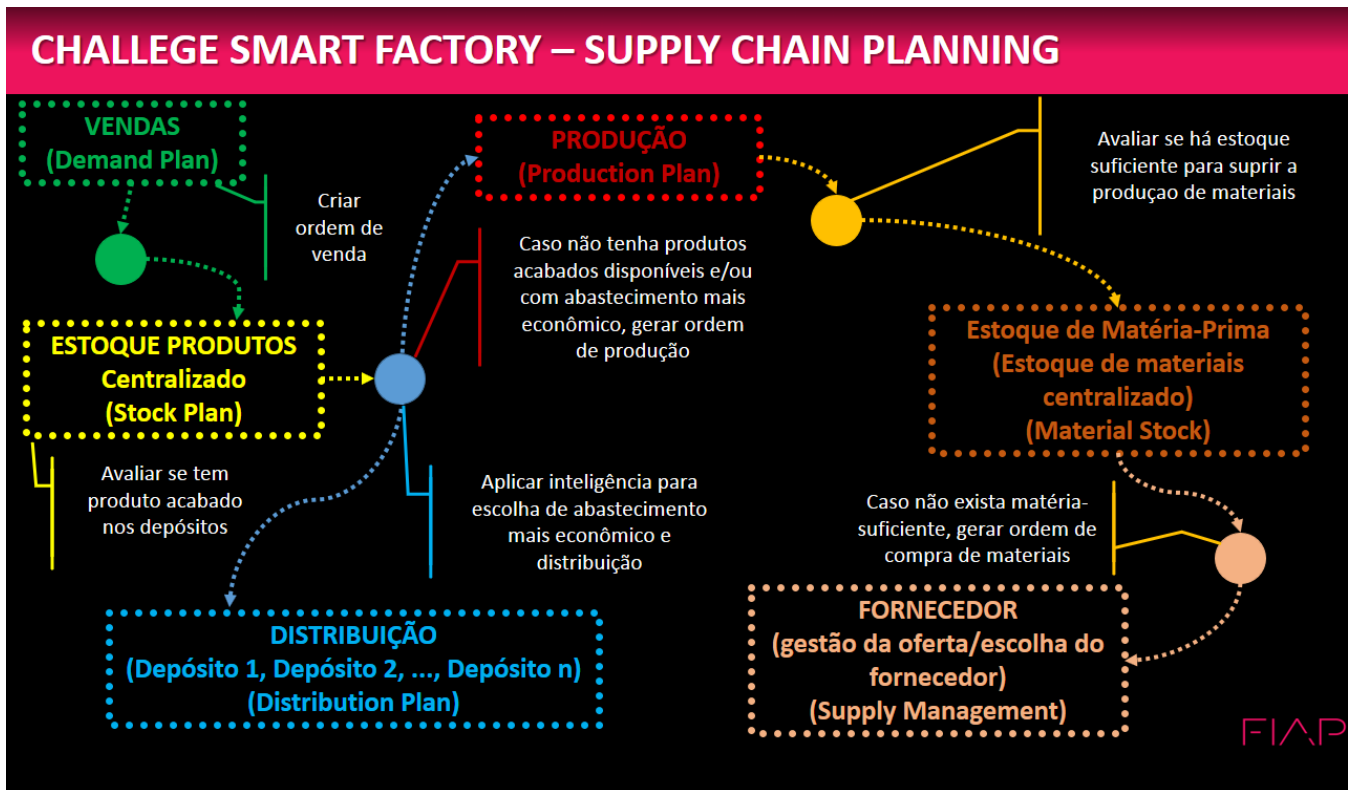 CHALLEGE SMART FACTORY – SUPPLY CHAIN PLANNING
VENDAS
(Demand Plan)
Criar
ordem de
venda
ESTOQUE PRODUTOS
Centralizado
(Stock Plan)
Avaliar se tem
produto acabado
nos depósitos
PRODUÇÃO
(Production Plan)
Caso não tenha produtos
acabados disponíveis e/ou
com abastecimento mais
econômico, gerar ordem
de produção
Aplicar inteligência para
escolha de abastecimento
mais econômico e
distribuição
DISTRIBUIÇÃO
(Depósito 1, Depósito 2, ..., Depósito n)
(Distribution Plan)
Avaliar se há estoque
suficiente para suprir a
produçao de materiais
Estoque de Matéria-Prima
(Estoque de materiais
centralizado)
(Material Stock)
Caso não exista matéria-
suficiente, gerar ordem de
compra de materiais
FORNECEDOR
(gestão da oferta/escolha do
fornecedor)
(Supply Management)
FIAP